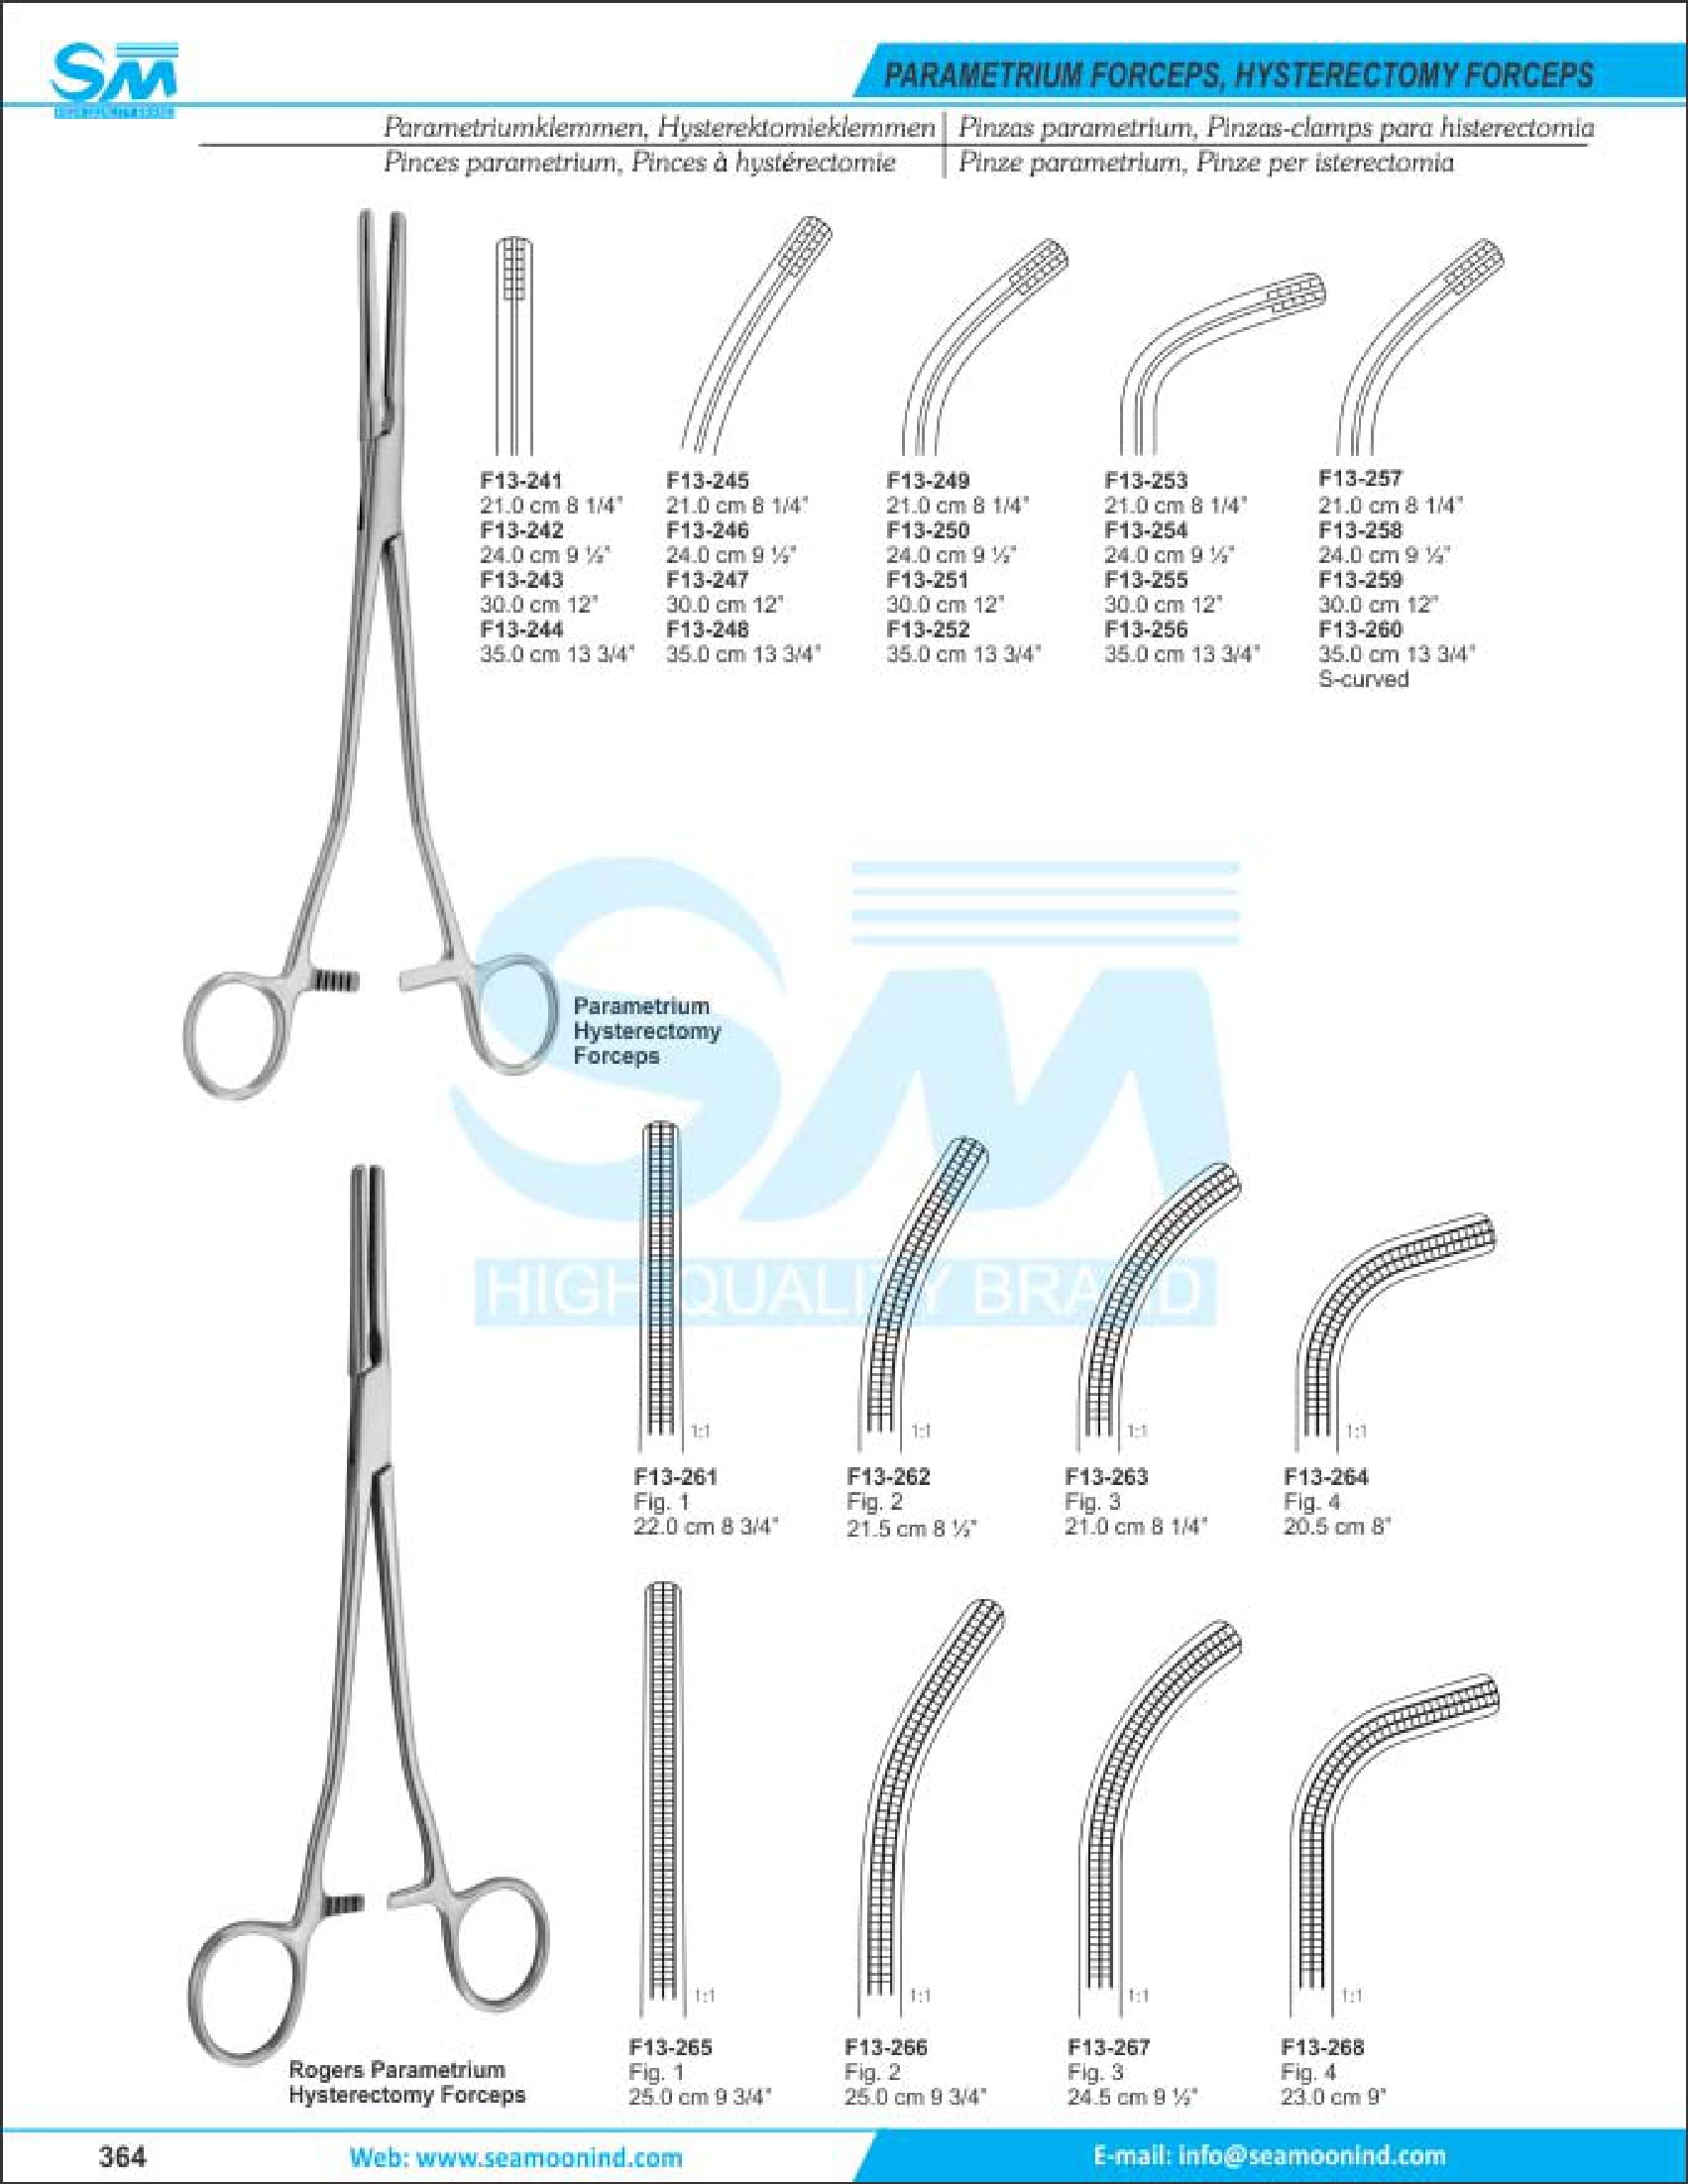 SM
HIGH QUALITY BRAND
PARAMETRIUM FORCEPS, HYSTERECTOMY FORCEPS
Parametriumklemmen, Hysterektomieklemmen
Pinzas parametrium, Pinzas-clamps para histerectomia
Pinces parametrium, Pinces à hystérectomie
Pinze parametrium, Pinze per isterectomia
F13-241
21.0 cm 8 1/4"
F13-242
24.0 cm 9 ½"
F13-243
30.0 cm 12"
F13-244
35.0 cm 13 3/4"
F13-245
21.0 cm 8 1/4"
F13-246
24.0 cm 9 ½"
F13-247
30.0 cm 12"
F13-248
35.0 cm 13 3/4"
F13-249
21.0 cm 8 1/4"
F13-250
24.0 cm 9 ½"
F13-251
30.0 cm 12"
F13-252
35.0 cm 13 3/4"
F13-253
21.0 cm 8 1/4"
F13-254
24.0 cm 9 ½"
F13-255
30.0 cm 12"
F13-256
35.0 cm 13 3/4"
F13-257
21.0 cm 8 1/4"
F13-258
24.0 cm 9 ½"
F13-259
30.0 cm 12"
F13-260
35.0 cm 13 3/4"
S-curved
Parametrium
Hysterectomy
Forceps
SM
HIGH QUALITY BRAND
1:1
1:1
1:1
1:1
F13-261
Fig. 1
22.0 cm 8 3/4"
F13-262
Fig. 2
21.5 cm 8 ½"
F13-263
Fig. 3
21.0 cm 8 1/4"
F13-264
Fig. 4
20.5 cm 8"
1:1
1:1
1:1
1:1
F13-265
Fig. 1
25.0 cm 9 3/4"
F13-266
Fig. 2
25.0 cm 9 3/4"
F13-267
Fig. 3
24.5 cm 9 ½"
F13-268
Fig. 4
23.0 cm 9"
Rogers Parametrium
Hysterectomy Forceps
364
Web: www.seamoonind.com
E-mail: info@seamoonind.com